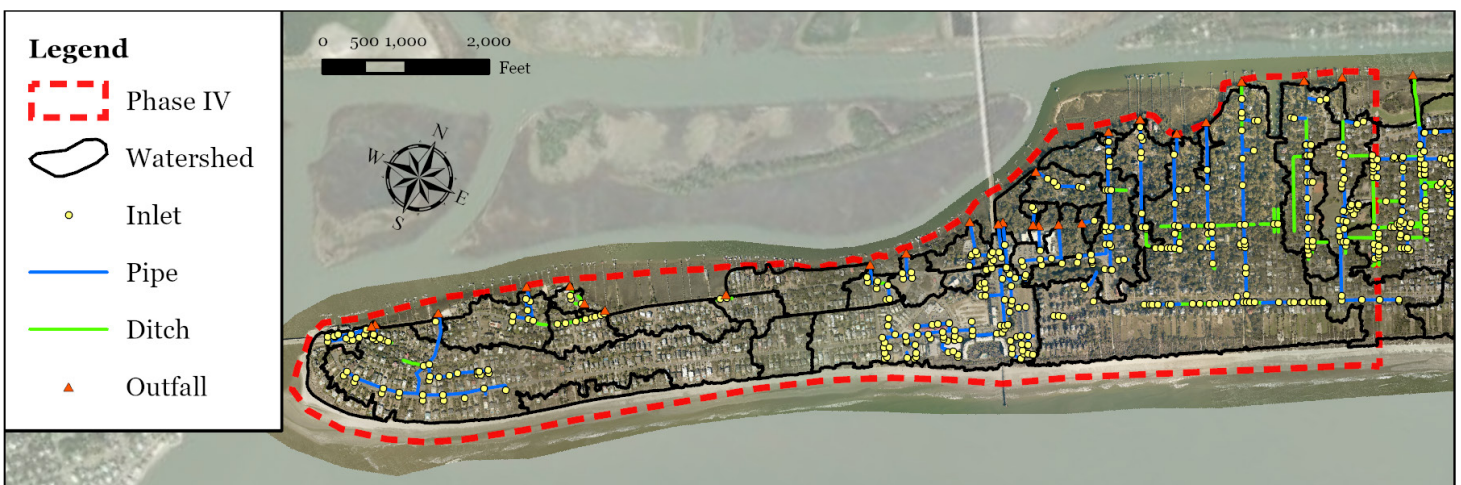 Legend
Phase IV
Watershed
Inlet
Pipe
Ditch
Outfall
0 500 1,000 2,000
Feet
N
W
E
S